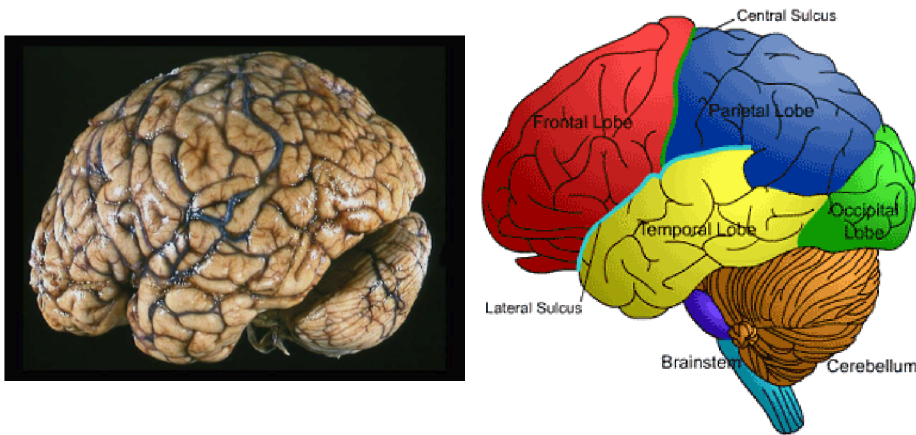 Central Sulcus
Parietal Lobe
Frontal Lobe
Occipital
Lobe
Temporal Lobe
Lateral Sulcus
Brainstem
Cerebellum